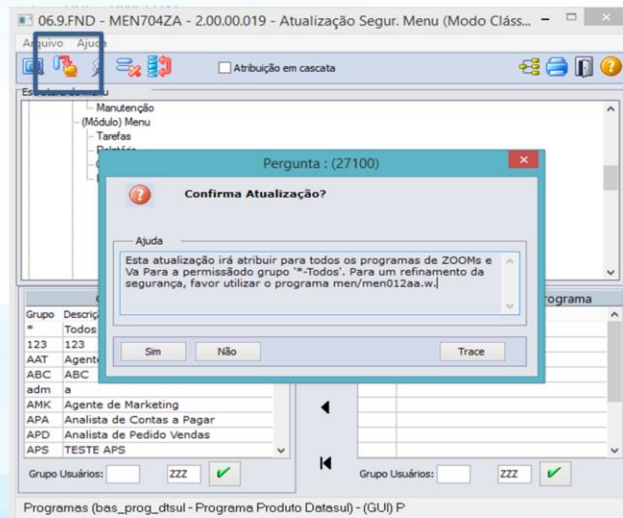 06.9.FND - MEN704ZA - 2.00.00.019 - Atualização Segur. Menu (Modo Cláss...
Arquivo Ajuda
Atribuição em cascata
Manutenção
(Módulo) Menu
Tarefas
Pergunta : (27100)
Confirma Atualização?
Ajuda
Esta atualização irá atribuir para todos os programas de ZOOMs e
Va Para a permissãodo grupo '*-Todos'. Para um refinamento da
segurança, favor utilizar o programa men/men012aa.w.
Sim Não Trace
rograma
Grupo Descriç
* Todos
123 123
AAT Agent
ABC ABC
adm a
AMK Agente de Marketing
APA Analista de Contas a Pagar
APD Analista de Pedido Vendas
APS TESTE APS
Grupo Usuários: ZZZ Grupo Usuários: ZZZ
Programas (bas_prog_dtsul - Programa Produto Datasul) - (GUI) P